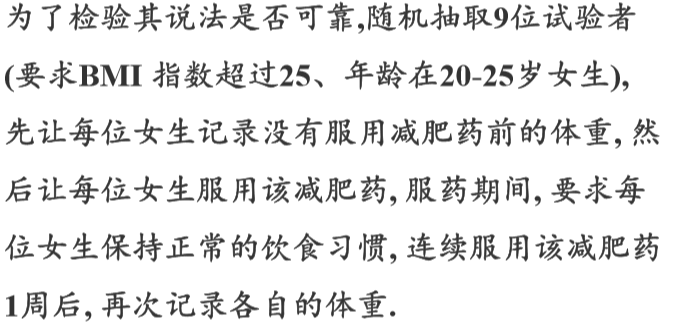 为了检验其说法是否可靠,随机抽取9位试验者
(要求BMI 指数超过25、年龄在20-25岁女生),
先让每位女生记录没有服用减肥药前的体重, 然
后让每位女生服用该减肥药, 服药期间, 要求每
位女生保持正常的饮食习惯, 连续服用该减肥药
1周后, 再次记录各自的体重.